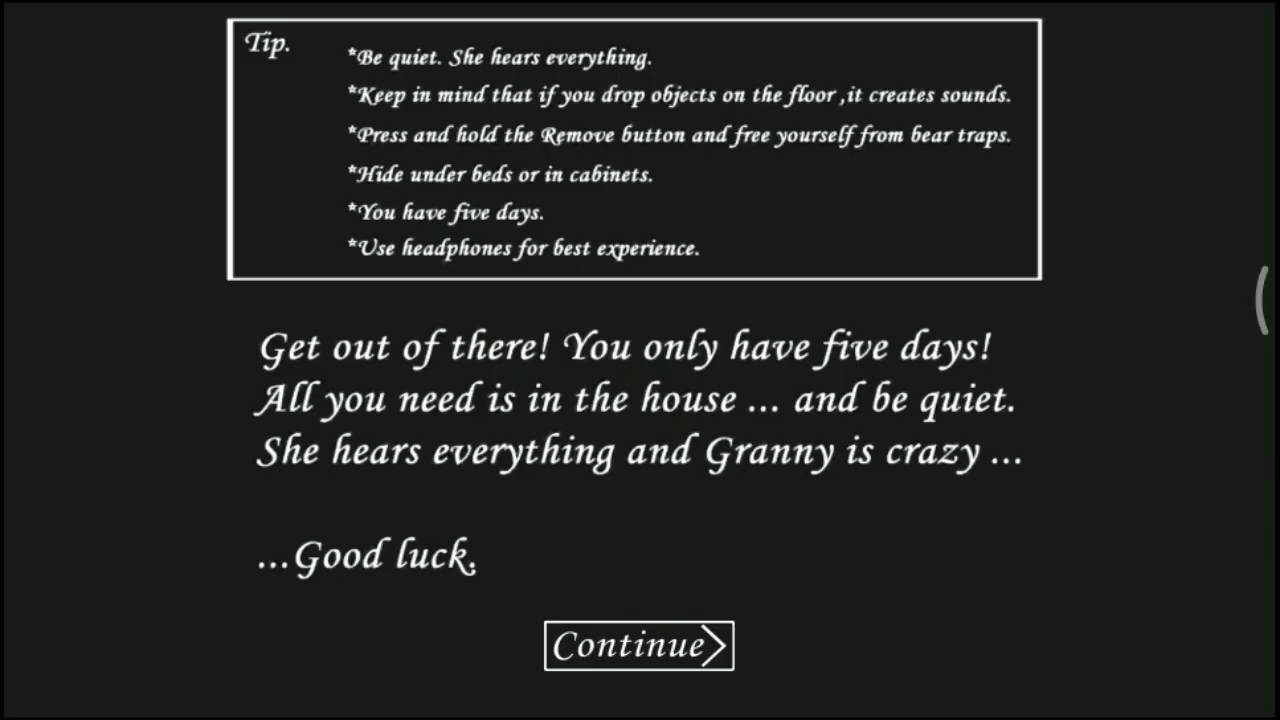 Tip.
*Be quiet. She hears everything.
*Keep in mind that if you drop objects on the floor ,it creates sounds.
*Press and hold the Remove button and free yourself from bear traps.
*Hide under beds or in cabinets.
*You have five days.
*Use headphones for best experience.
Get out of there! You only have five days!
All you need is in the house ... and be quiet.
She hears everything and Granny is crazy ...
...Good luck.
Continue>